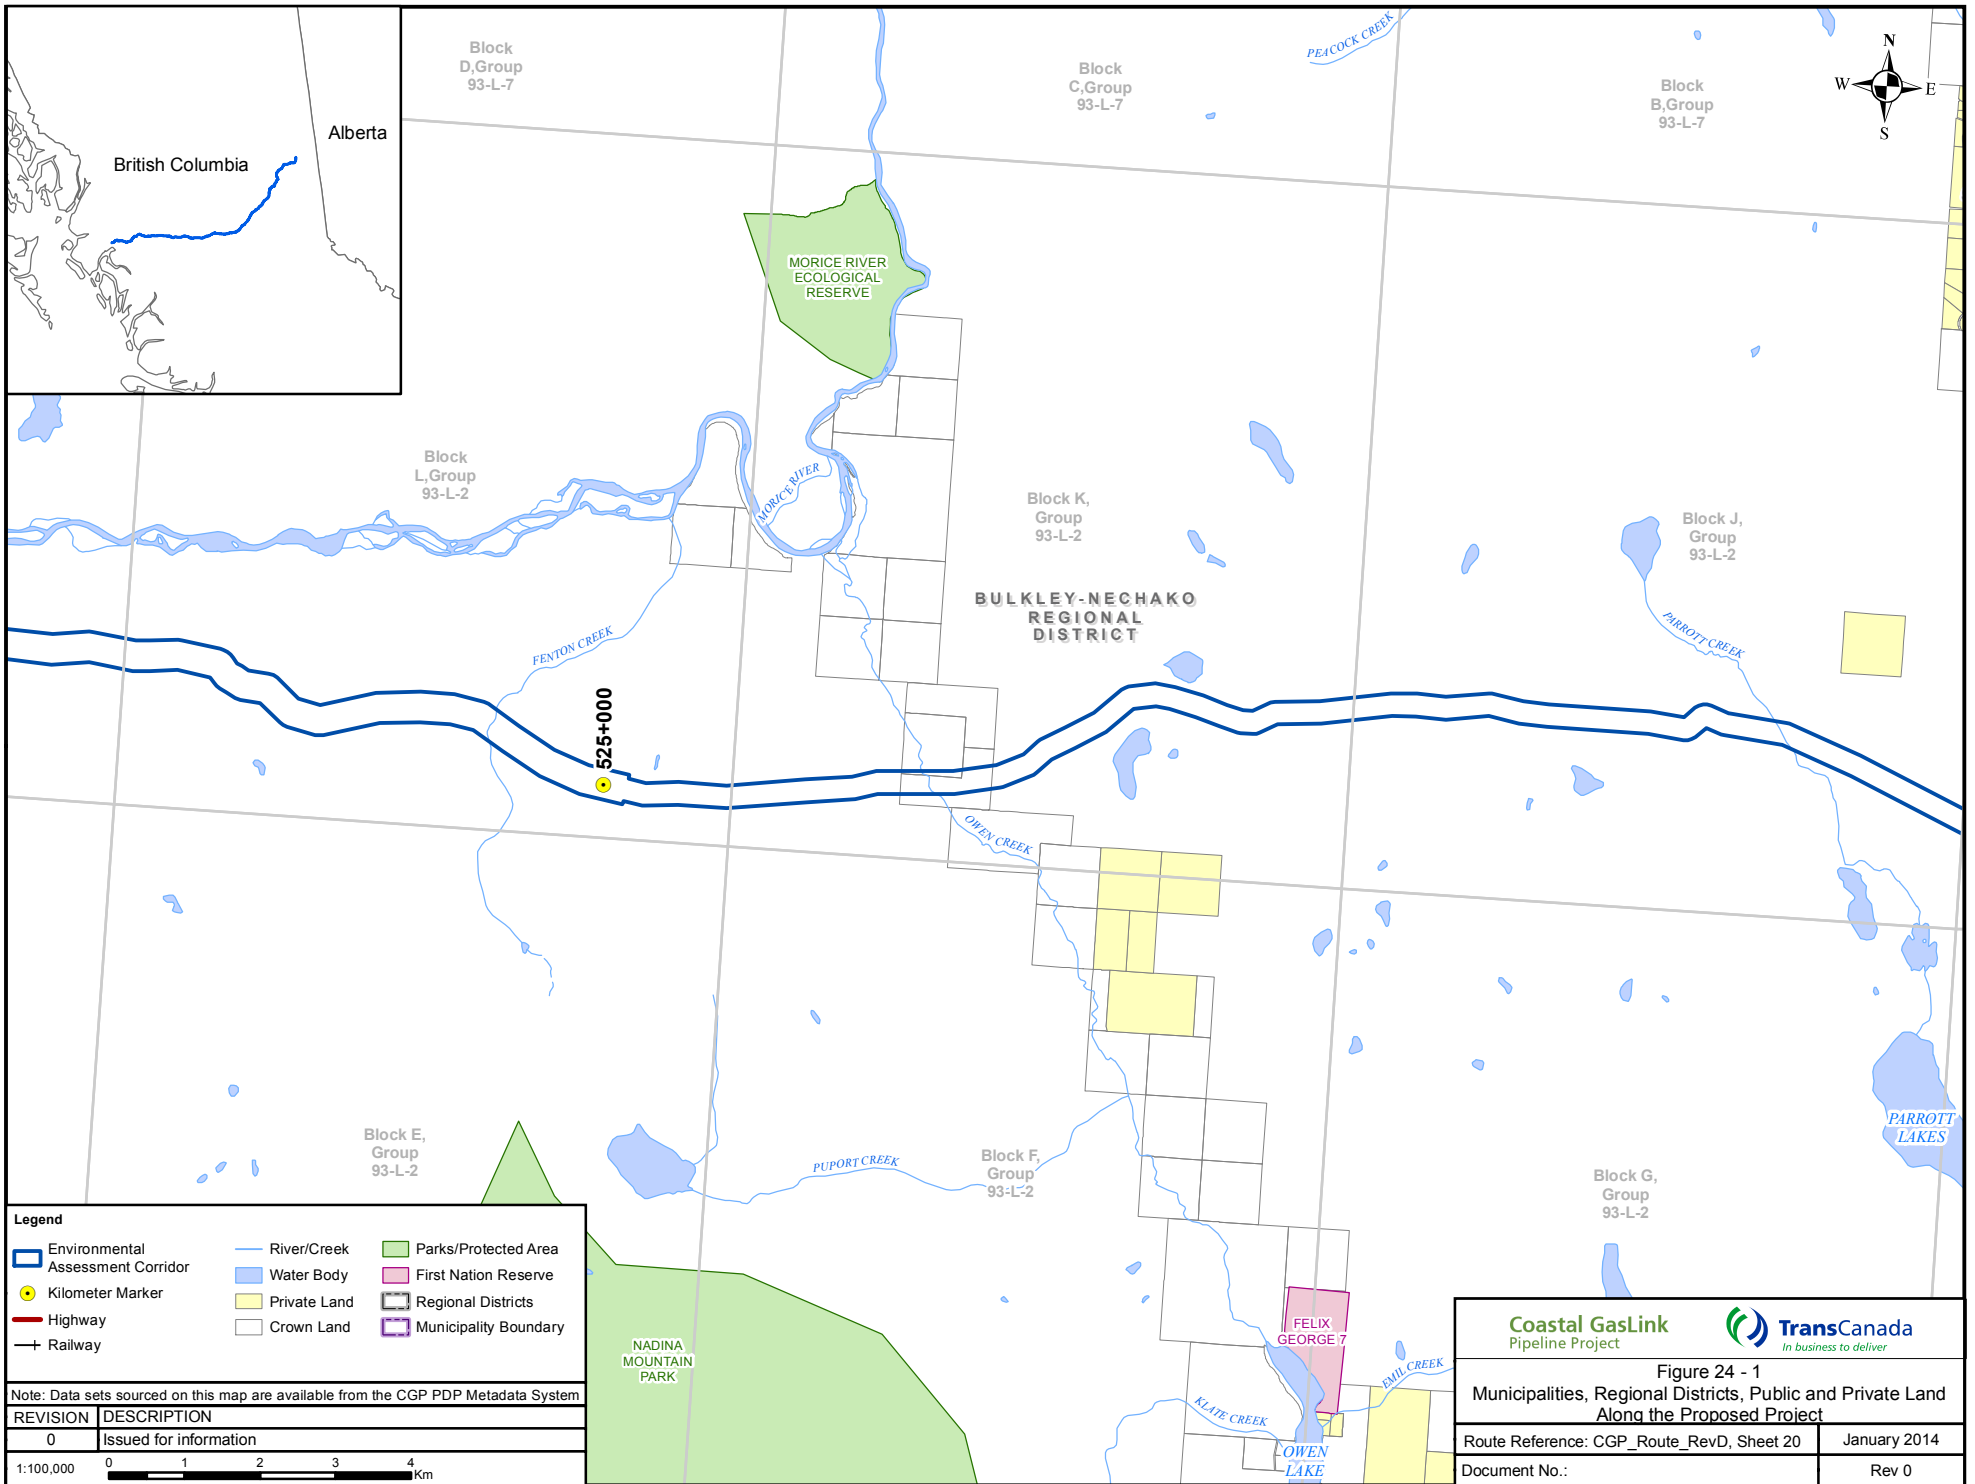 Block
D,Group
93-L-7
Block
C,Group
93-L-7
PEACOCK CREEK
Block
B,Group
93-L-7
N
W
E
S
British Columbia
Alberta
MORICE RIVER
ECOLOGICAL
RESERVE
Block
L,Group
93-L-2
MORICE RIVER
Block K,
Group
93-L-2
Block J,
Group
93-L-2
BULKLEY-NECHAKO
REGIONAL
DISTRICT
FENTON CREEK
PARROTT CREEK
525+000
OWEN CREEK
Block E,
Group
93-L-2
PUPORT CREEK
Block F,
Group
93-L-2
Block G,
Group
93-L-2
PARROTT
LAKES
NADINA
MOUNTAIN
PARK
FELIX
GEORGE 7
EMIL CREEK
KLATE CREEK
OWEN
LAKE
Legend
Environmental
Assessment Corridor
Kilometer Marker
Highway
Railway
River/Creek
Water Body
Private Land
Crown Land
Parks/Protected Area
First Nation Reserve
Regional Districts
Municipality Boundary
Note: Data sets sourced on this map are available from the CGP PDP Metadata System
REVISION DESCRIPTION
0 Issued for information
1:100,000 0 1 2 3 4 Km
Coastal GasLink
Pipeline Project
TransCanada
In business to deliver
Figure 24 - 1
Municipalities, Regional Districts, Public and Private Land
Along the Proposed Project
Route Reference: CGP_Route_RevD, Sheet 20 January 2014
Document No.: Rev 0